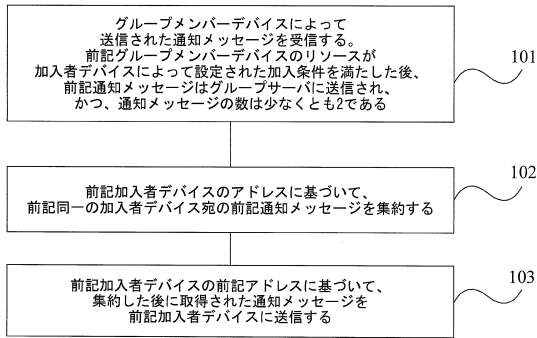 グループメンバーデバイスによって
送信された通知メッセージを受信する。
前記グループメンバーデバイスのリソースが
加入者デバイスによって設定された加入条件を満たした後、
前記通知メッセージはグループサーバに送信され、
かつ、通知メッセージの数は少なくとも2である
101
前記加入者デバイスのアドレスに基づいて、
前記同一の加入者デバイス宛の前記通知メッセージを集約する
102
前記加入者デバイスの前記アドレスに基づいて、
集約した後に取得された通知メッセージを
前記加入者デバイスに送信する
103